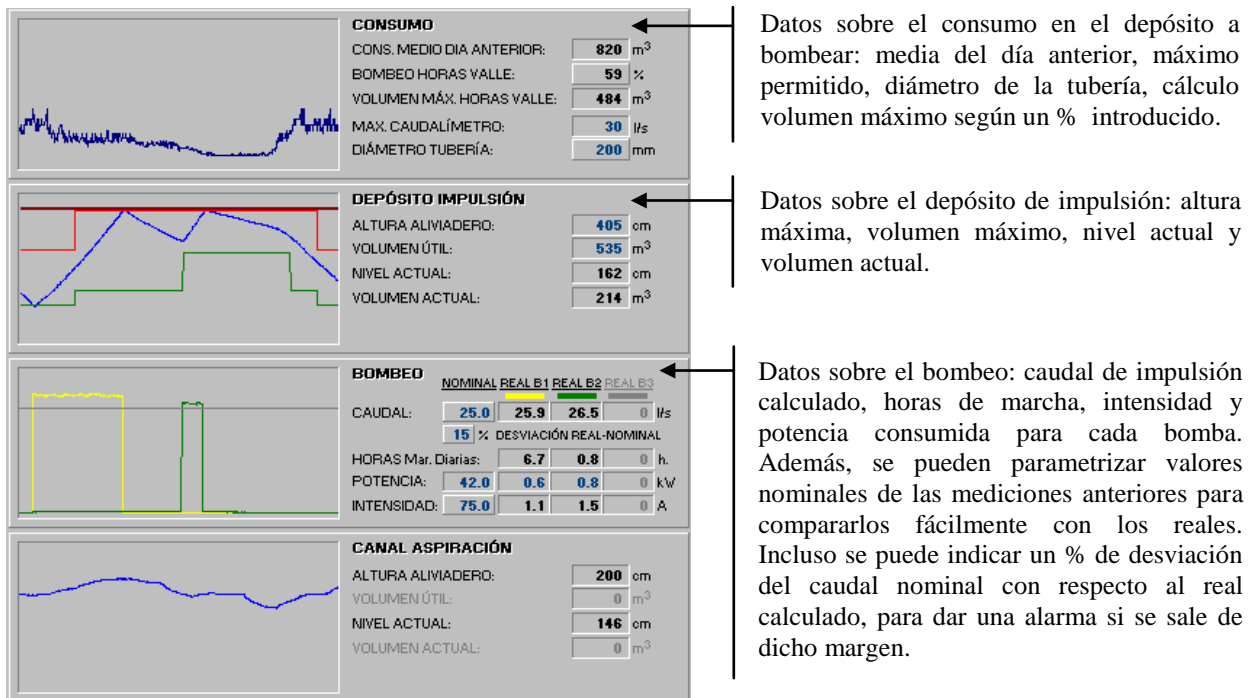 CONSUMO
CONS. MEDIO DIA ANTERIOR: 820 m³
BOMBEO HORAS VALLE: 59 %
VOLUMEN MÁX. HORAS VALLE: 484 m³
MAX. CAUDALÍMETRO: 30 l/s
DIÁMETRO TUBERÍA: 200 mm
Datos sobre el consumo en el depósito a
bombear: media del día anterior, máximo
permitido, diámetro de la tubería, cálculo
volumen máximo según un % introducido.
DEPÓSITO IMPULSIÓN
ALTURA ALIVIADERO: 405 cm
VOLUMEN ÚTIL: 535 m³
NIVEL ACTUAL: 162 cm
VOLUMEN ACTUAL: 214 m³
Datos sobre el depósito de impulsión: altura
máxima, volumen máximo, nivel actual y
volumen actual.
BOMBEO
NOMINAL REAL B1 REAL B2 REAL B3
CAUDAL: 25.0 25.9 26.5 0 l/s
15 % DESVIACIÓN REAL-NOMINAL
HORAS Mar. Diarias: 6.7 0.8 0 h.
POTENCIA: 42.0 0.6 0.8 0 kW
INTENSIDAD: 75.0 1.1 1.5 0 A
Datos sobre el bombeo: caudal de impulsión
calculado, horas de marcha, intensidad y
potencia consumida para cada bomba.
Además, se pueden parametrizar valores
nominales de las mediciones anteriores para
compararlos fácilmente con los reales.
Incluso se puede indicar un % de desviación
del caudal nominal con respecto al real
calculado, para dar una alarma si se sale de
dicho margen.
CANAL ASPIRACIÓN
ALTURA ALIVIADERO: 200 cm
VOLUMEN ÚTIL: 0 m³
NIVEL ACTUAL: 146 cm
VOLUMEN ACTUAL: 0 m³